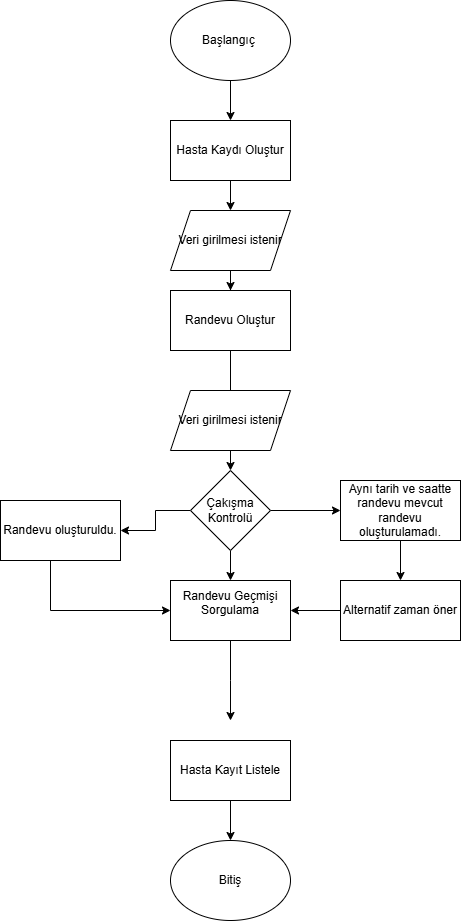 Başlangıç
Hasta Kaydı Oluştur
Veri girilmesi istenir
Randevu Oluştur
Veri girilmesi istenir
Çakışma
Kontrolü
Aynı tarih ve saatte
randevu mevcut
randevu
oluşturulamadı.
Randevu oluşturuldu.
Randevu Geçmişi
Sorgulama
Alternatif zaman öner
Hasta Kayıt Listele
Bitiş